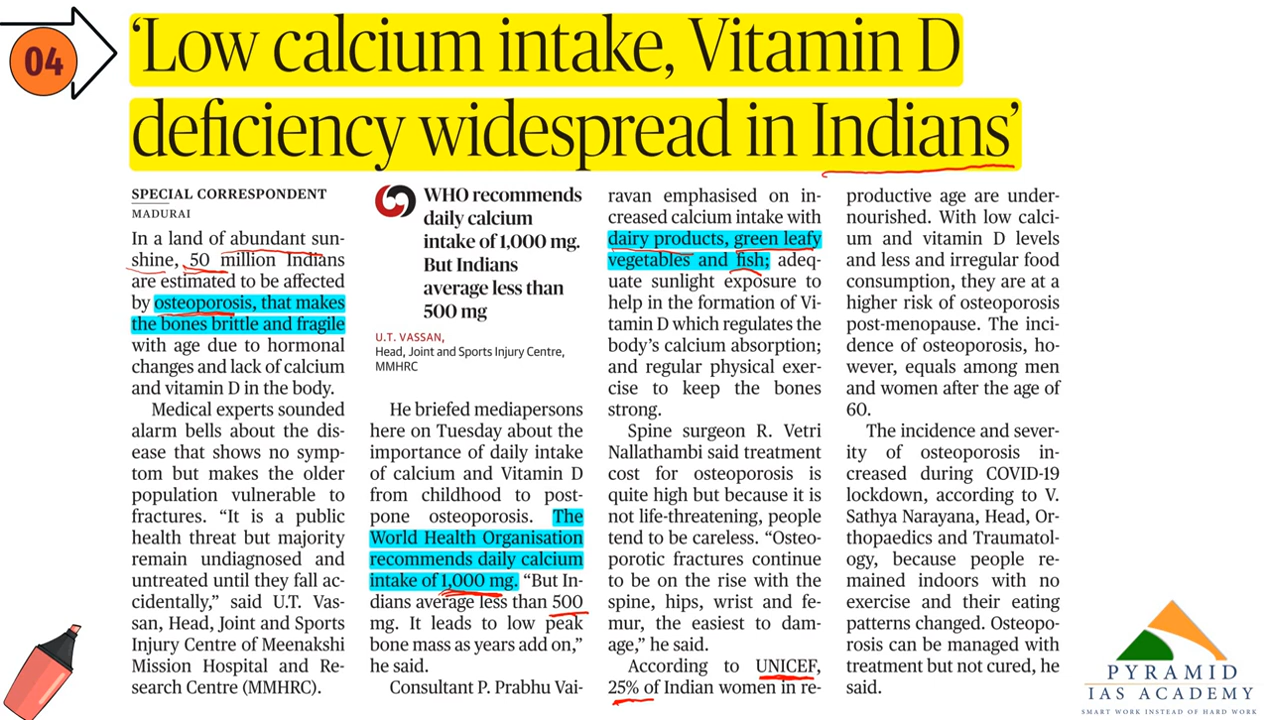 04
‘Low calcium intake, Vitamin D
deficiency widespread in Indians’
SPECIAL CORRESPONDENT
MADURAI
In a land of abundant sun-
shine, 50 million Indians
are estimated to be affected
by osteoporosis, that makes
the bones brittle and fragile
with age due to hormonal
changes and lack of calcium
and vitamin D in the body.
Medical experts sounded
alarm bells about the dis-
ease that shows no symp-
tom but makes the older
population vulnerable to
fractures. “It is a public
health threat but majority
remain undiagnosed and
untreated until they fall ac-
cidentally,” said U.T. Vas-
san, Head, Joint and Sports
Injury Centre of Meenakshi
Mission Hospital and Re-
search Centre (MMHRC).
WHO recommends
daily calcium
intake of 1,000 mg.
But Indians
average less than
500 mg
U.T. VASSAN,
Head, Joint and Sports Injury Centre,
MMHRC
He briefed mediapersons
here on Tuesday about the
importance of daily intake
of calcium and Vitamin D
from childhood to post-
pone osteoporosis. The
World Health Organisation
recommends daily calcium
intake of 1,000 mg. “But In-
dians average less than 500
mg. It leads to low peak
bone mass as years add on,”
he said.
Consultant P. Prabhu Vai-
ravan emphasised on in-
creased calcium intake with
dairy products, green leafy
vegetables and fish; adeq-
uate sunlight exposure to
help in the formation of Vi-
tamin D which regulates the
body’s calcium absorption;
and regular physical exer-
cise to keep the bones
strong.
Spine surgeon R. Vetri
Nallathambi said treatment
cost for osteoporosis is
quite high but because it is
not life-threatening, people
tend to be careless. “Osteo-
porotic fractures continue
to be on the rise with the
spine, hips, wrist and fe-
mur, the easiest to dam-
age,” he said.
According to UNICEF,
25% of Indian women in re-
productive age are under-
nourished. With low calci-
um and vitamin D levels
and less and irregular food
consumption, they are at a
higher risk of osteoporosis
post-menopause. The inci-
dence of osteoporosis, ho-
wever, equals among men
and women after the age of
60.
The incidence and sever-
ity of osteoporosis in-
creased during COVID-19
lockdown, according to V.
Sathya Narayana, Head, Or-
thopaedics and Traumatol-
ogy, because people re-
mained indoors with no
exercise and their eating
patterns changed. Osteopo-
rosis can be managed with
treatment but not cured, he
said.
PYRAMID
IAS ACADEMY
SMART WORK INSTEAD OF HARD WORK